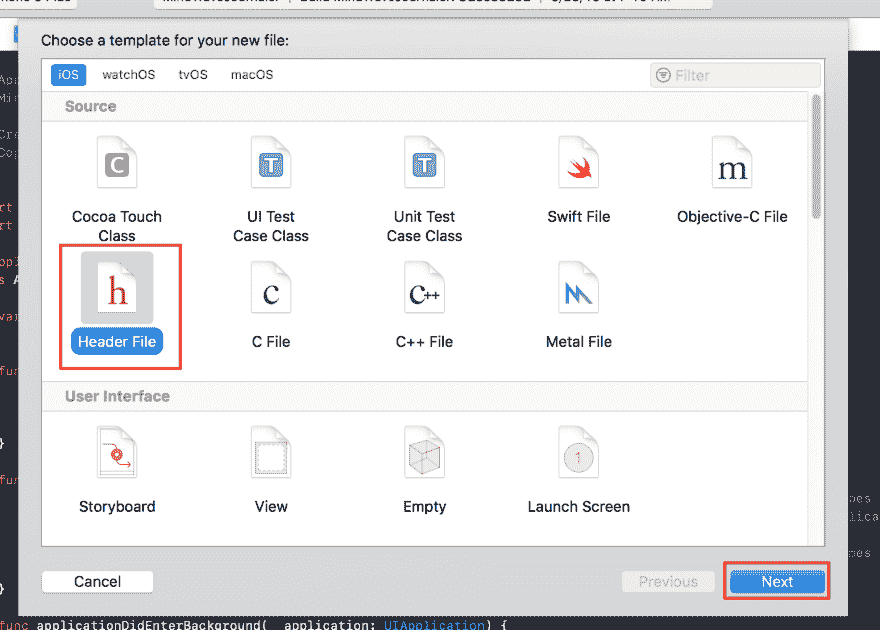 Choose a template for your new file:
iOS watchOS tvOS macOS Filter
Source
C T T m
Cocoa Touch Class
UI Test Case Class
Unit Test Case Class
Swift File
Objective-C File
h C C++
Header File
C File
C++ File
Metal File
User Interface
1
Storyboard
View
Empty
Launch Screen
Cancel Previous Next
func applicationDidEnterBackground(_ application: UIApplication) {